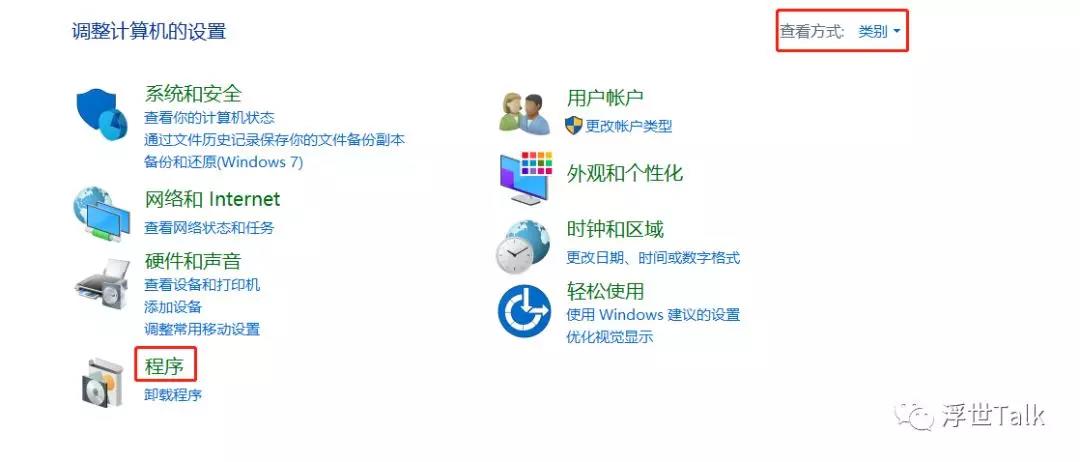 调整计算机的设置
查看方式: 类别
系统和安全
查看你的计算机状态
通过文件历史记录保存你的文件备份副本
备份和还原(Windows 7)
网络和 Internet
查看网络状态和任务
硬件和声音
查看设备和打印机
添加设备
调整常用移动设置
程序
卸载程序
用户帐户
更改帐户类型
外观和个性化
时钟和区域
更改日期、时间或数字格式
轻松使用
使用 Windows 建议的设置
优化视觉显示
浮世Talk